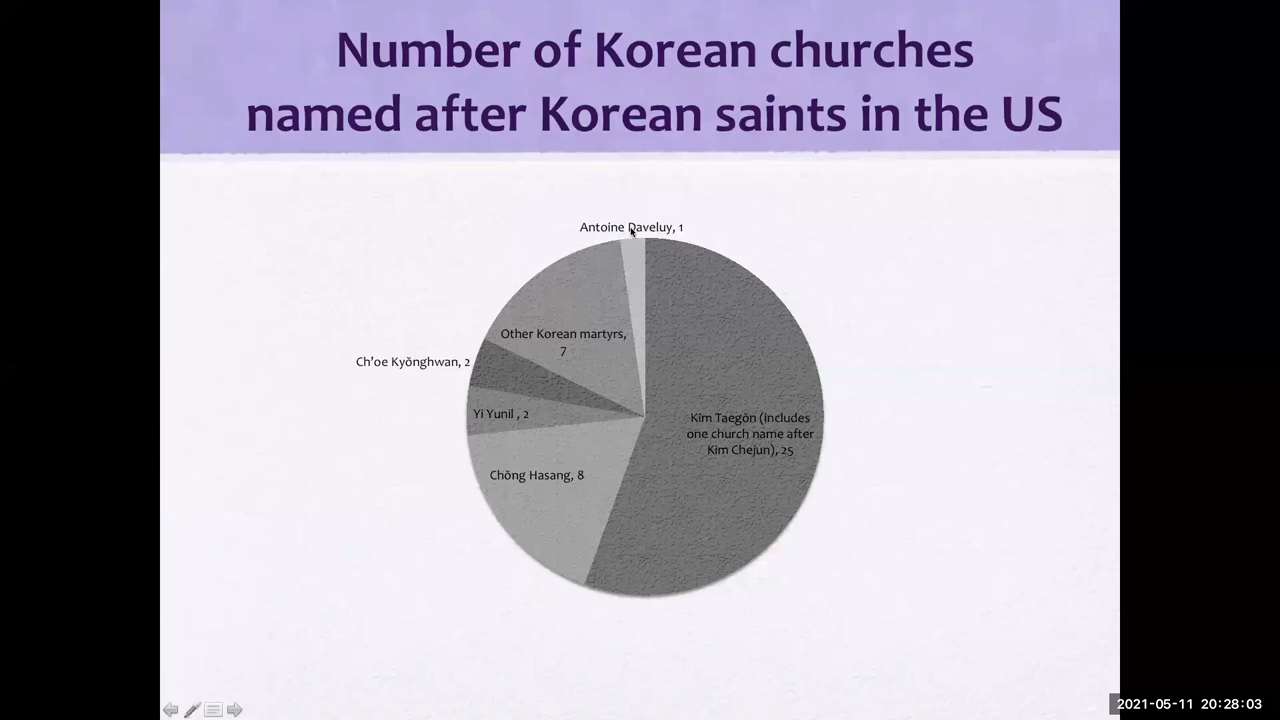 Number of Korean churches
named after Korean saints in the US
Antoine Daveluy, 1
Other Korean martyrs,
7
Ch’oe Kyŏnghwan, 2
Yi Yunil , 2
Kim Taegŏn (includes
one church name after
Kim Chejun), 25
Chŏng Hasang, 8
2021-05-11 20:28:03